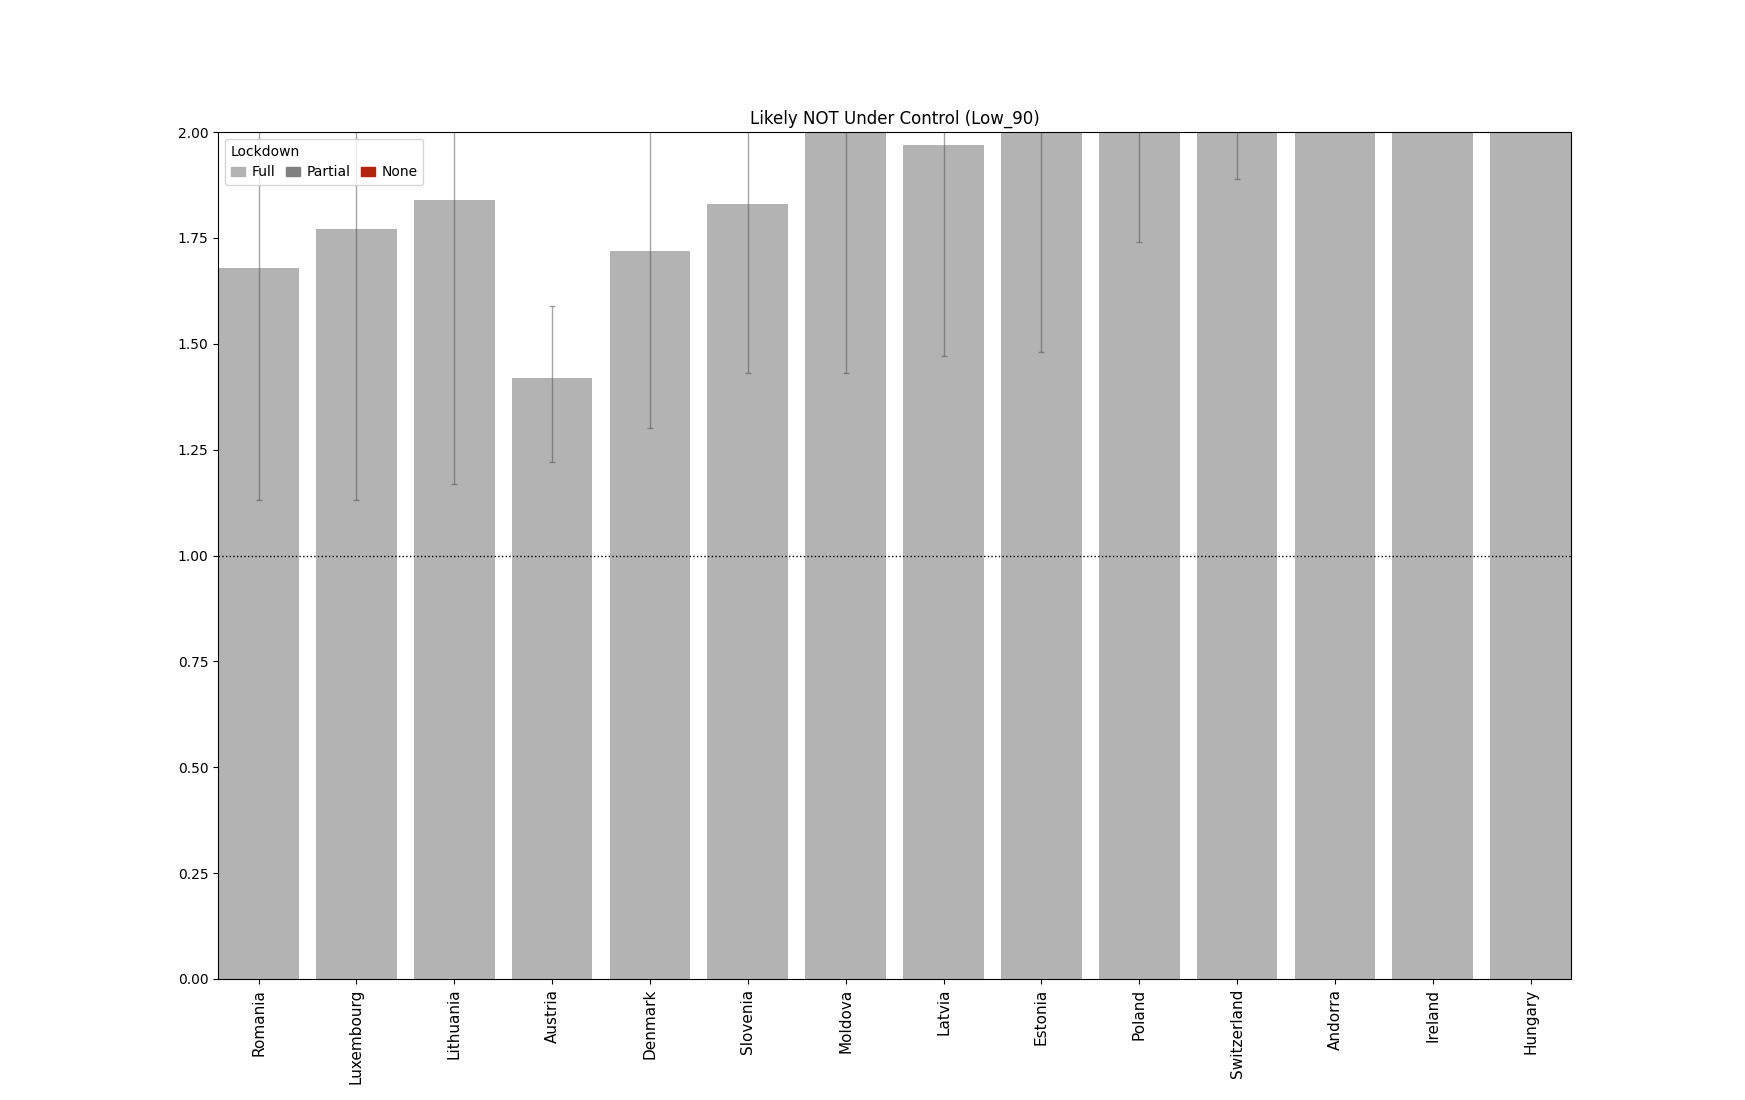 Likely NOT Under Control (Low_90)
Lockdown
Full Partial None
2.00
1.75
1.50
1.25
1.00
0.75
0.50
0.25
0.00
Romania
Luxembourg
Lithuania
Austria
Denmark
Slovenia
Moldova
Latvia
Estonia
Poland
Switzerland
Andorra
Ireland
Hungary